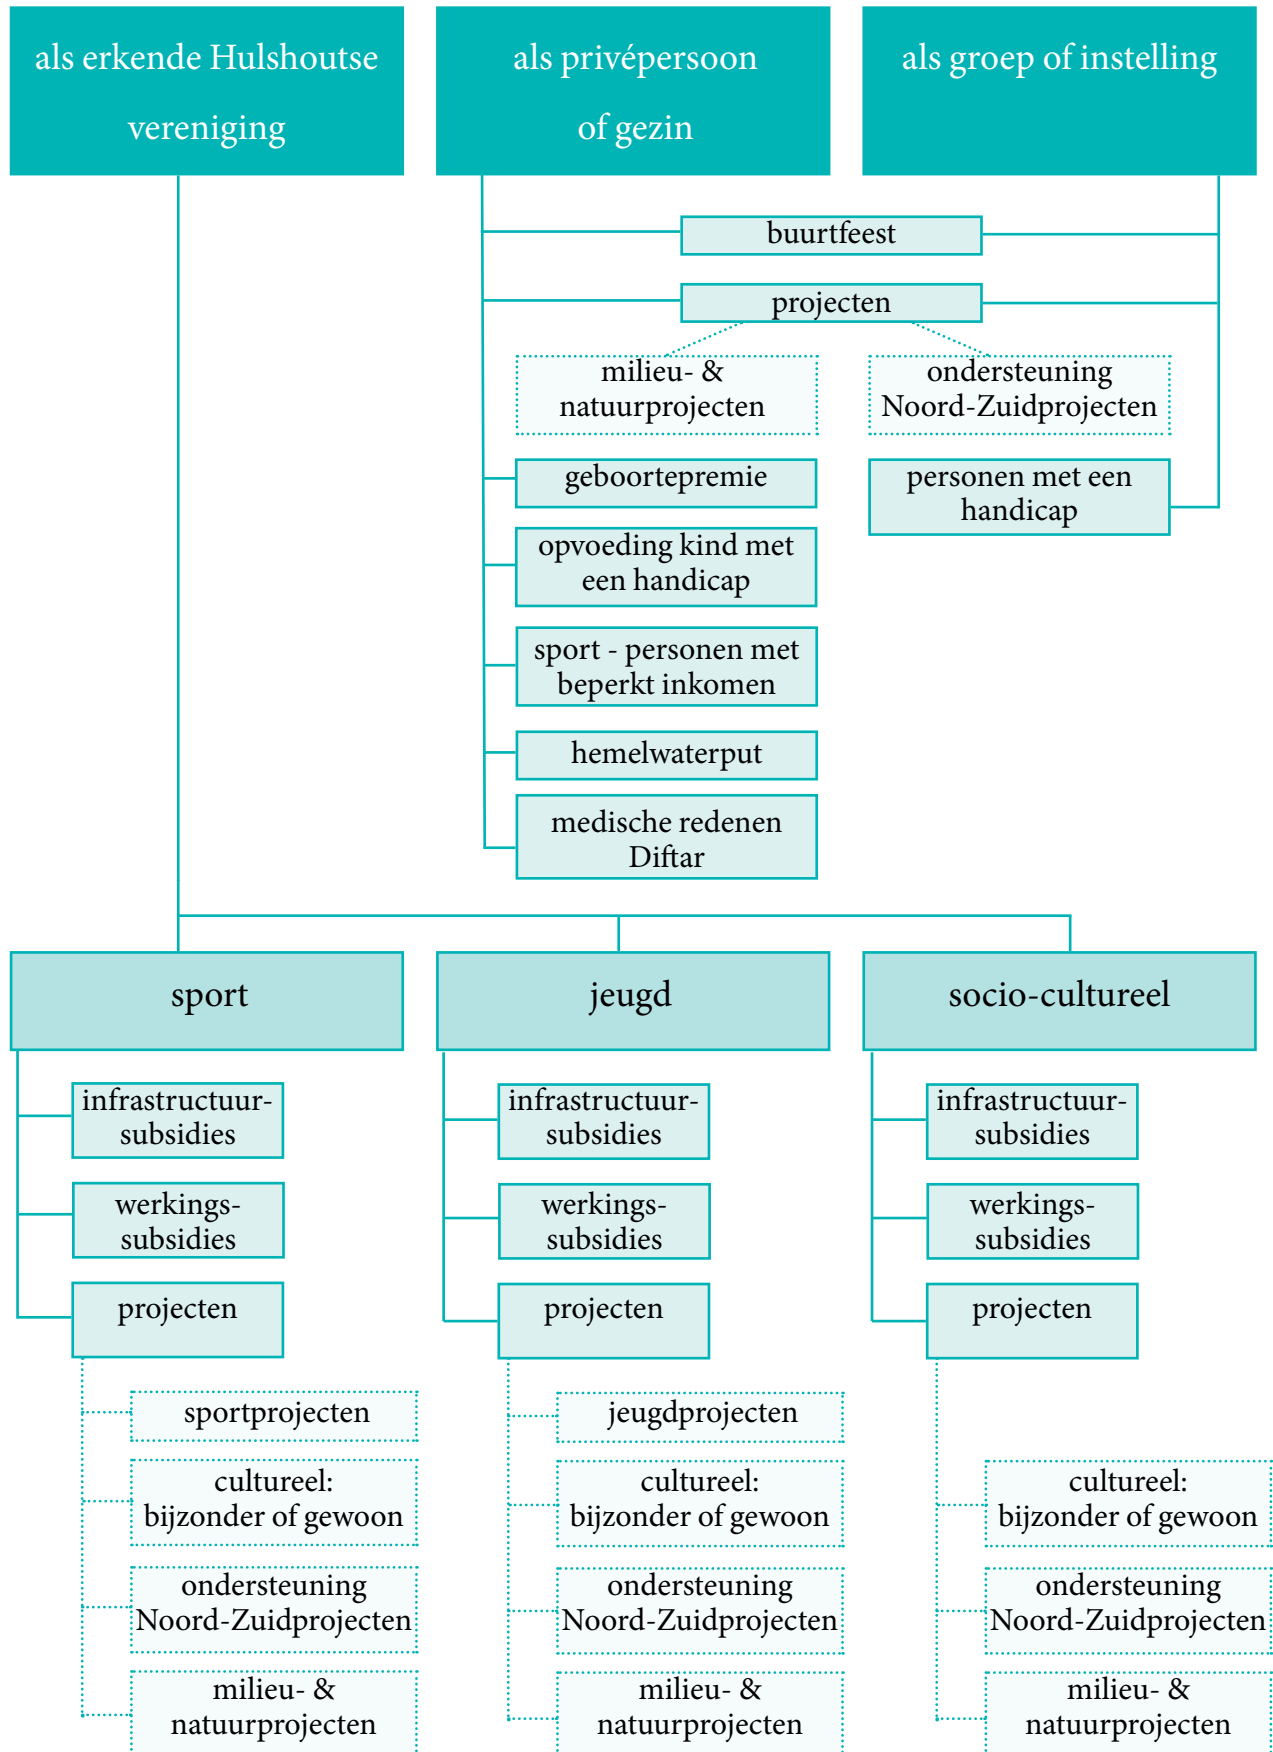 als erkende Hulshoutse
vereniging
als privépersoon
of gezin
als groep of instelling
buurtfeest
projecten
milieu- &
natuurprojecten
ondersteuning
Noord-Zuidprojecten
geboortepremie
personen met een
handicap
opvoeding kind met
een handicap
sport - personen met
beperkt inkomen
hemelwaterput
medische redenen
Diftar
sport
infrastructuur-
subsidies
werkings-
subsidies
projecten
sportprojecten
cultureel:
bijzonder of gewoon
ondersteuning
Noord-Zuidprojecten
milieu- &
natuurprojecten
jeugd
infrastructuur-
subsidies
werkings-
subsidies
projecten
jeugdprojecten
cultureel:
bijzonder of gewoon
ondersteuning
Noord-Zuidprojecten
milieu- &
natuurprojecten
socio-cultureel
infrastructuur-
subsidies
werkings-
subsidies
projecten
cultureel:
bijzonder of gewoon
ondersteuning
Noord-Zuidprojecten
milieu- &
natuurprojecten